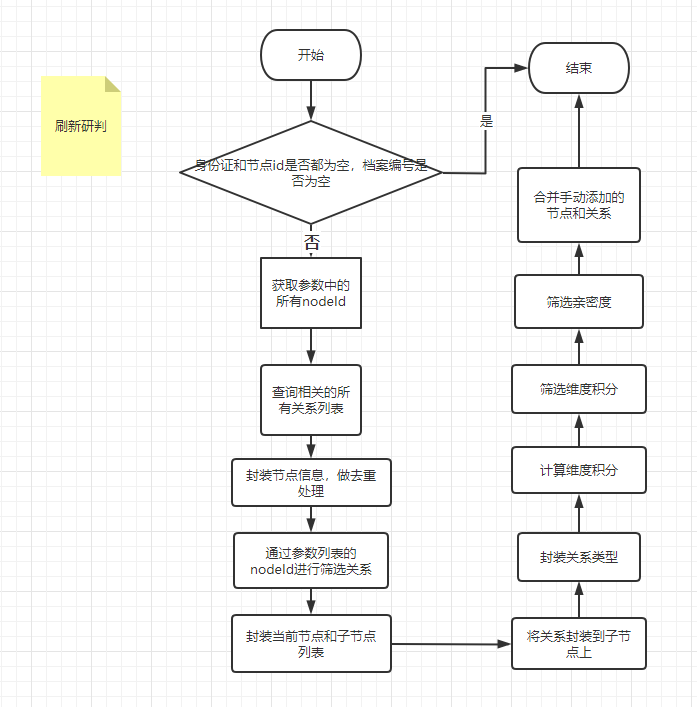 开始
刷新研判
身份证和节点id是否都为空，档案编号是
否为空
是
否
获取参数中的
所有nodeId
查询相关的所
有关系列表
封装节点信息，做去重
处理
通过参数列表的
nodeId进行筛选关系
封装当前节点和子节点
列表
将关系封装到子节
点上
封装关系类型
计算维度积分
筛选维度积分
筛选亲密度
合并手动添加的
节点和关系
结束